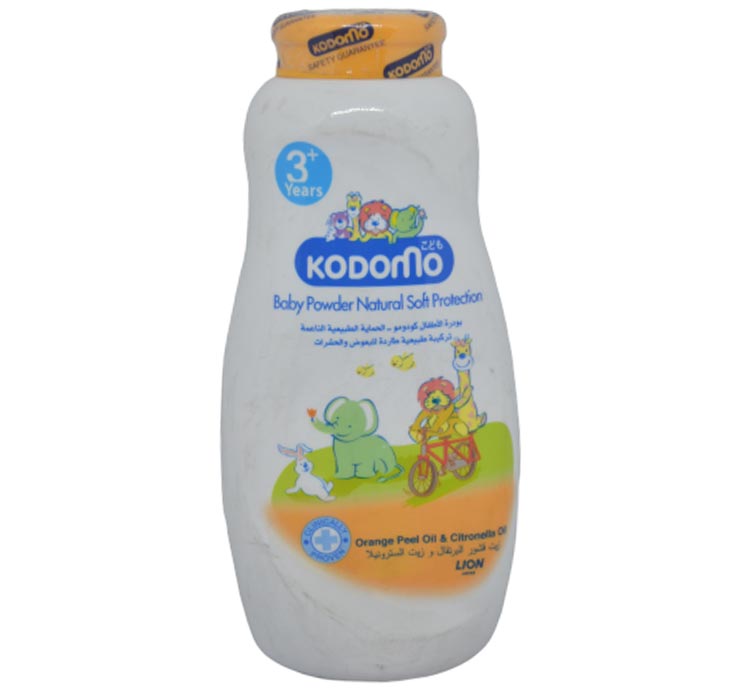 KODOMO
SAFETY GUARANTEE
KODOMO
3+
Years
こども
KODOMO
Baby Powder Natural Soft Protection
بودرة الأطفال كودومو - الحماية الطبيعية الناعمة
تركيبة طبيعية طاردة للبعوض والحشرات
CLINICALLY
PROVEN
Orange Peel Oil & Citronella Oil
زيت قشور البرتقال و زيت السترونيلا
LION